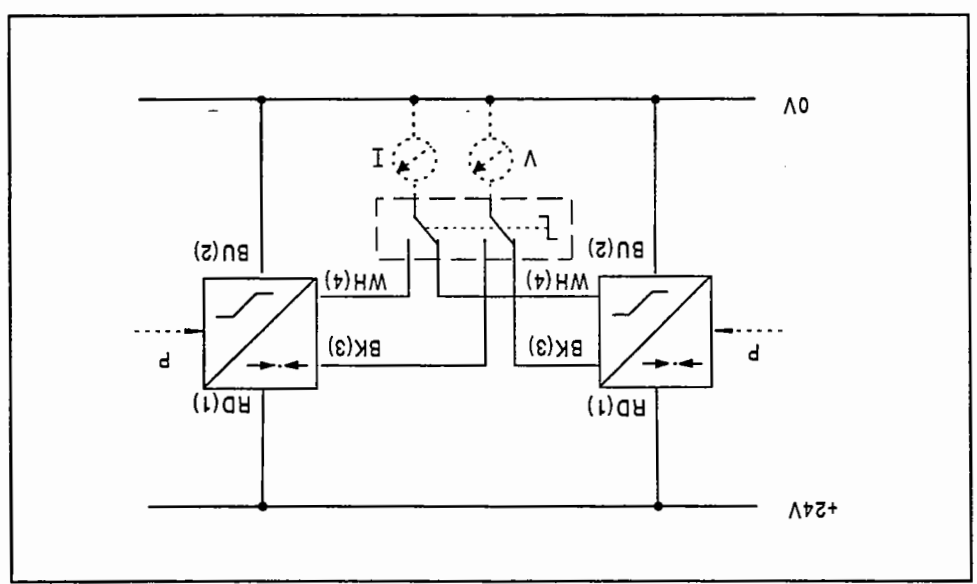 +24V
RD(1) RD(1)
P BK(3) BK(3) P
WH(4) WH(4)
BU(2) BU(2)
V I
0V